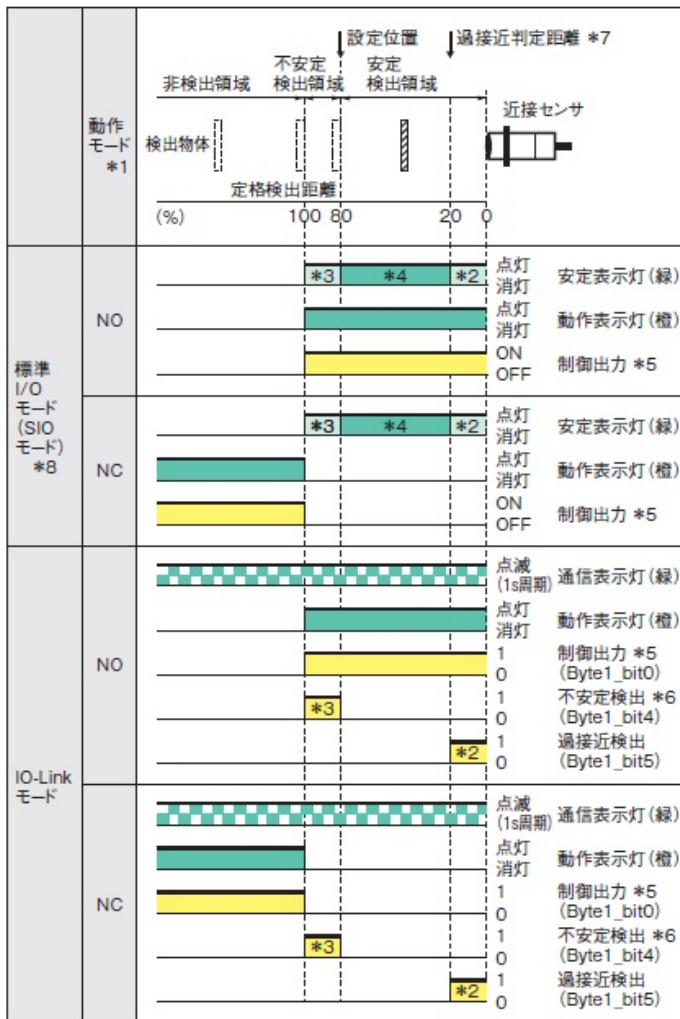 設定位置
過接近判定距離 *7
不安定
検出領域
安定
検出領域
非検出領域
動作
モード
*1
検出物体
近接センサ
定格検出距離
(%) 100 80 20 0
標準
I/O
モード
(SIO
モード)
*8
NO
*3 *4 *2
点灯
消灯
安定表示灯(緑)
点灯
消灯
動作表示灯(橙)
ON
OFF
制御出力 *5
NC
*3 *4 *2
点灯
消灯
安定表示灯(緑)
点灯
消灯
動作表示灯(橙)
ON
OFF
制御出力 *5
IO-Link
モード
NO
点滅
(1s周期)
通信表示灯(緑)
点灯
消灯
動作表示灯(橙)
1
0
制御出力 *5
(Byte1_bit0)
*3
1
0
不安定検出 *6
(Byte1_bit4)
*2
1
0
過接近検出
(Byte1_bit5)
NC
点滅
(1s周期)
通信表示灯(緑)
点灯
消灯
動作表示灯(橙)
1
0
制御出力 *5
(Byte1_bit0)
*3
1
0
不安定検出 *6
(Byte1_bit4)
*2
1
0
過接近検出
(Byte1_bit5)